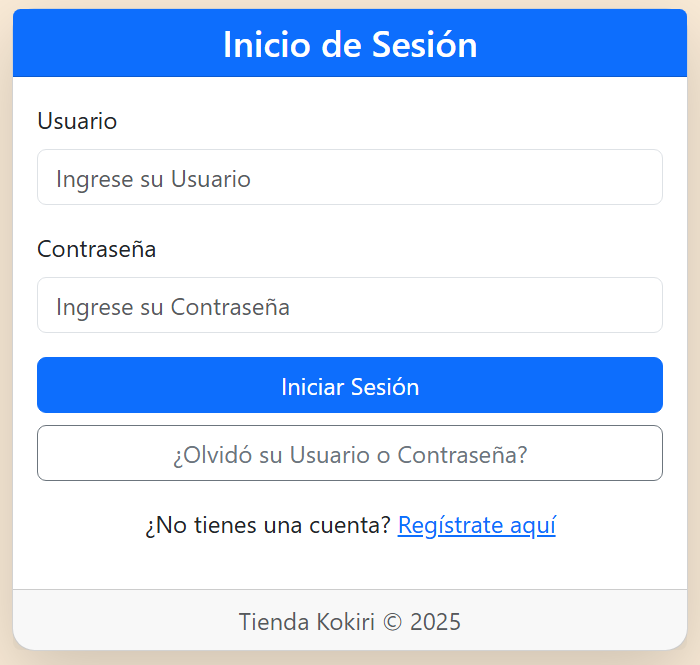 Inicio de Sesión
Usuario
Ingrese su Usuario
Contraseña
Ingrese su Contraseña
Iniciar Sesión
¿Olvidó su Usuario o Contraseña?
¿No tienes una cuenta? Regístrate aquí
Tienda Kokiri © 2025